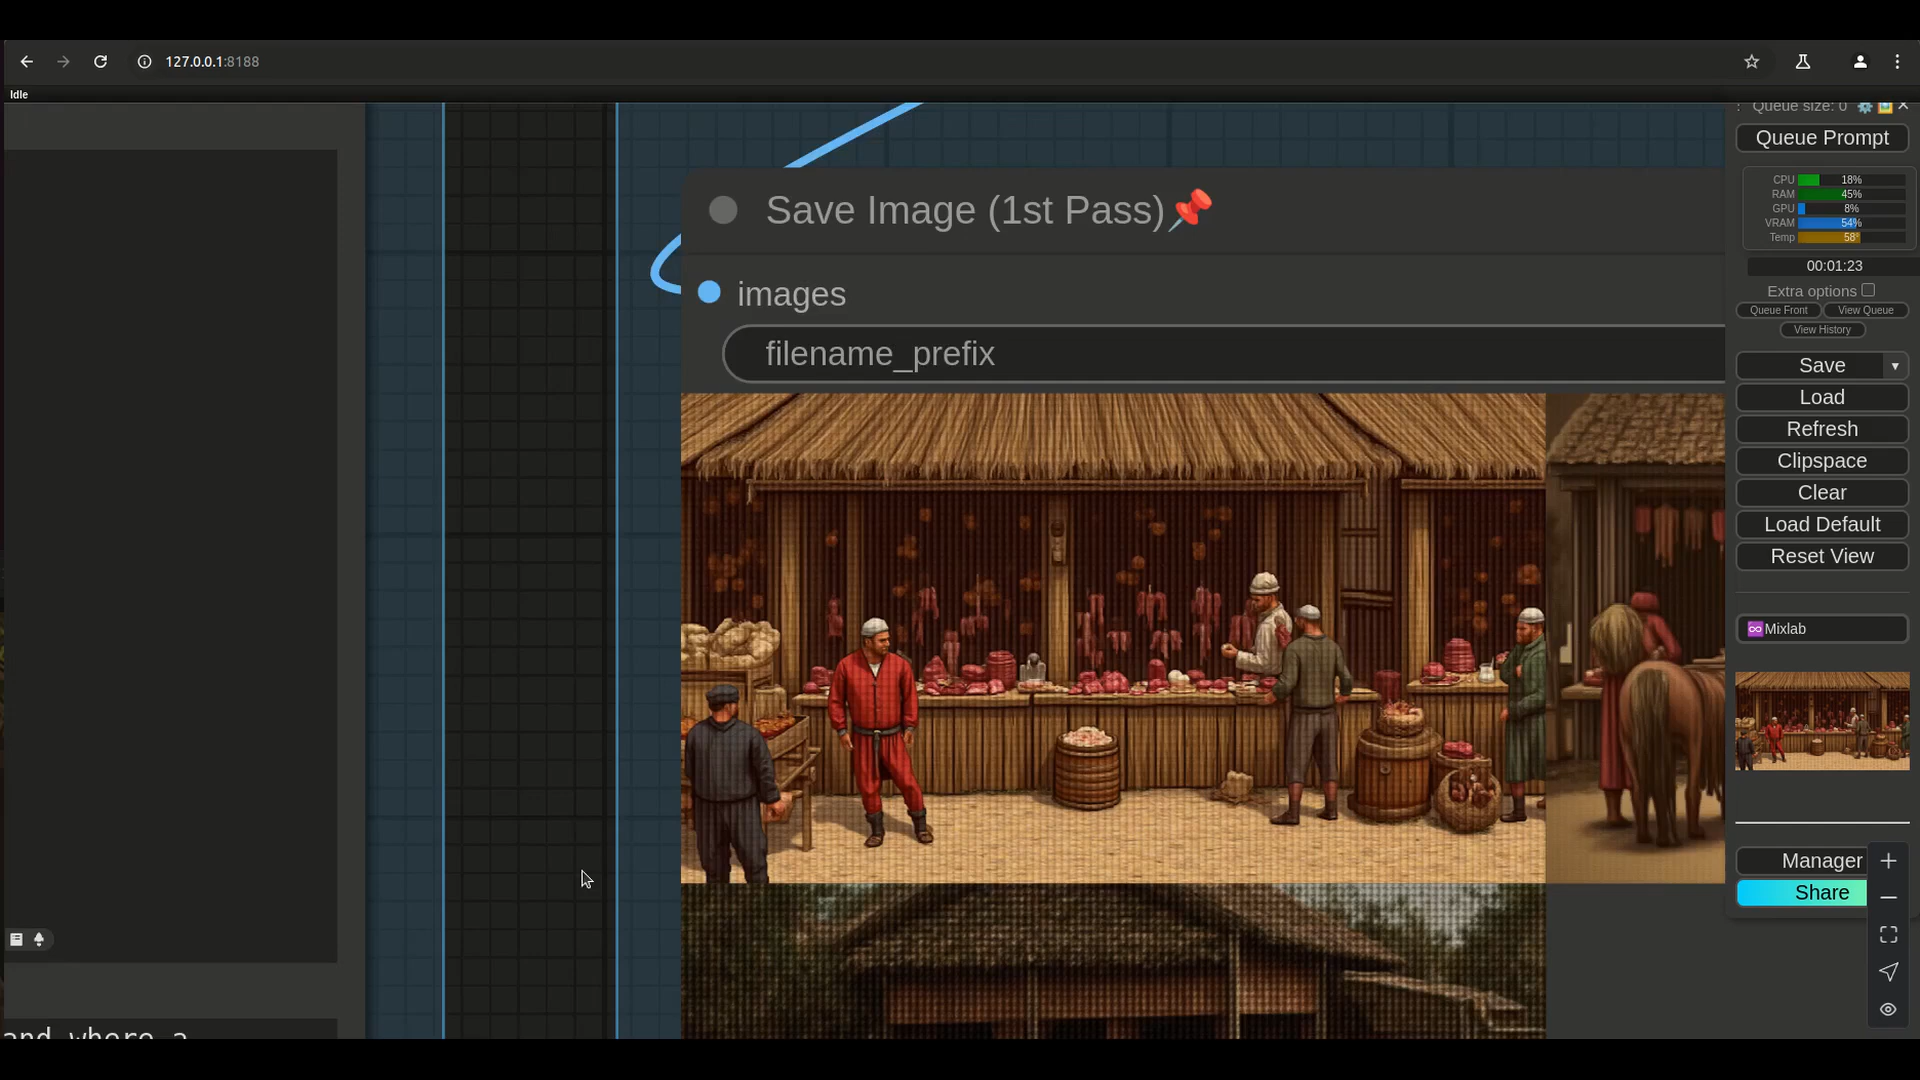 127.0.0.1:8188
Idle
Queue size: 0
Queue Prompt
CPU 18%
RAM 45%
GPU 8%
VRAM 54%
Temp 58°
00:01:23
Extra options
Queue Front View Queue
View History
Save
Load
Refresh
Clipspace
Clear
Load Default
Reset View
Mixlab
Manager
Share
Save Image (1st Pass)
images
filename_prefix
and where a